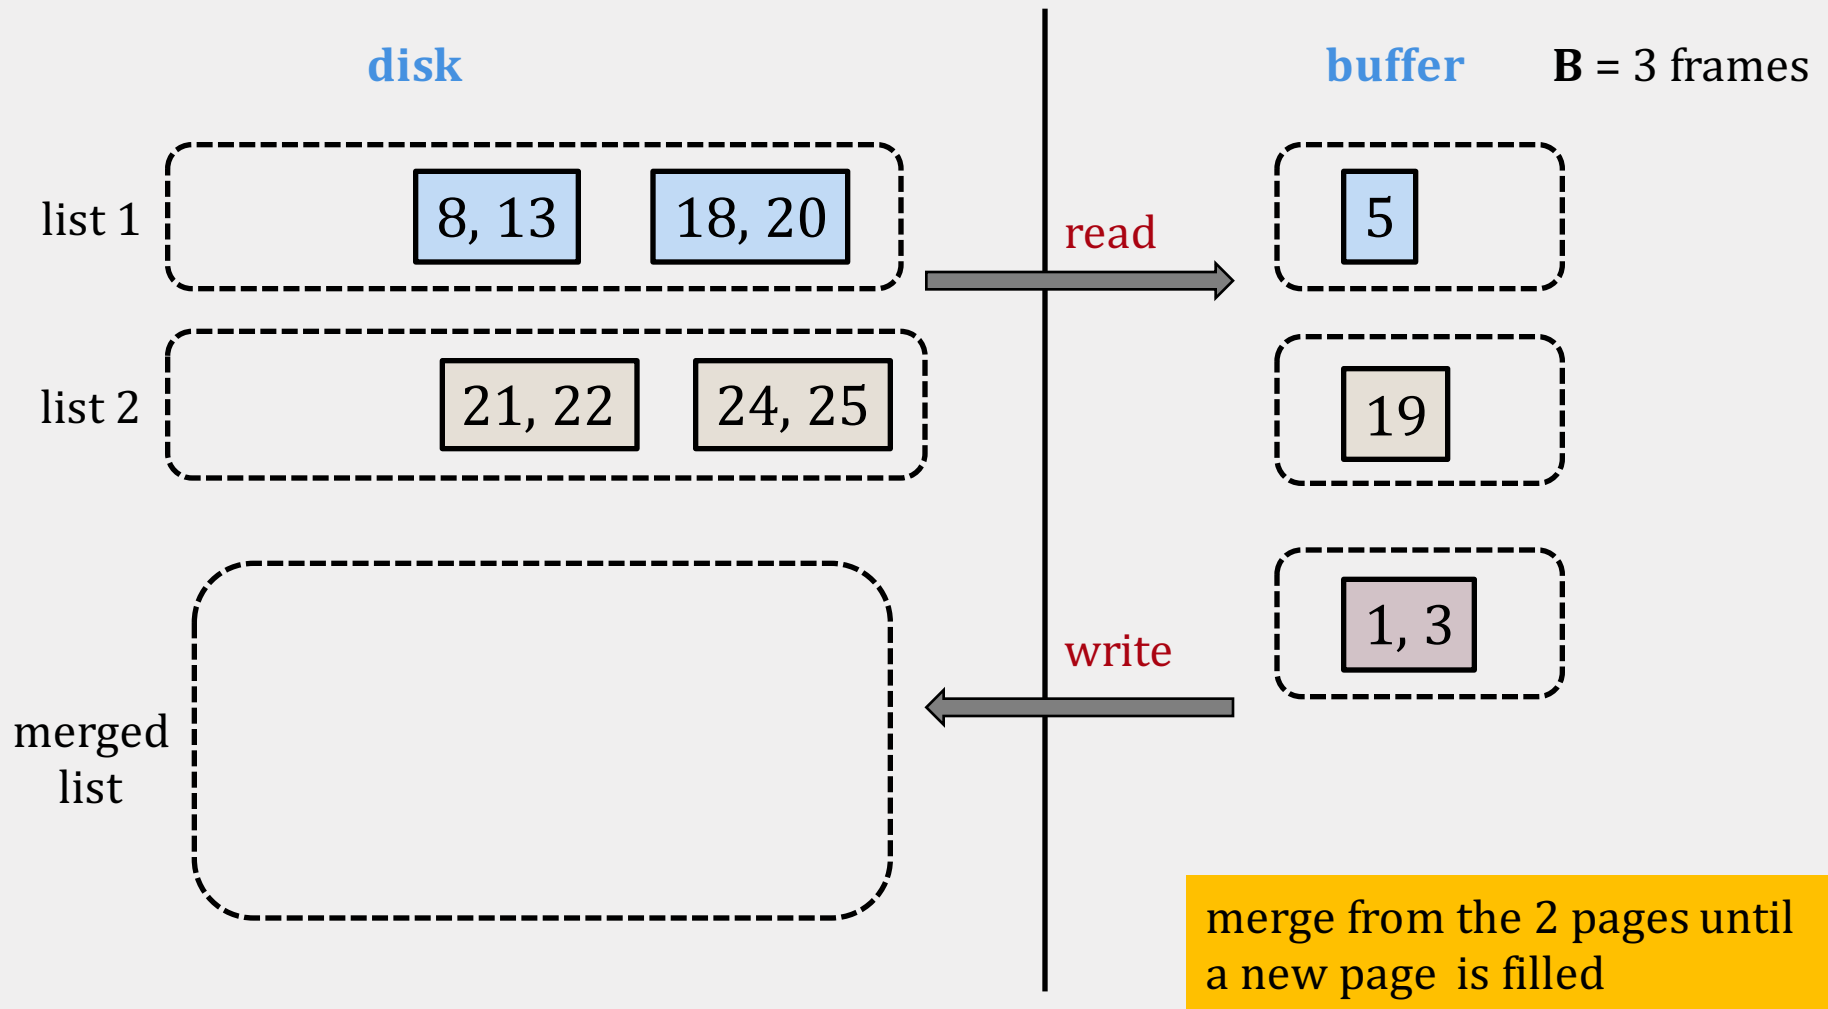 disk
buffer
B = 3 frames
list 1
8, 13
18, 20
read
5
list 2
21, 22
24, 25
19
merged
list
write
1, 3
merge from the 2 pages until
a new page is filled